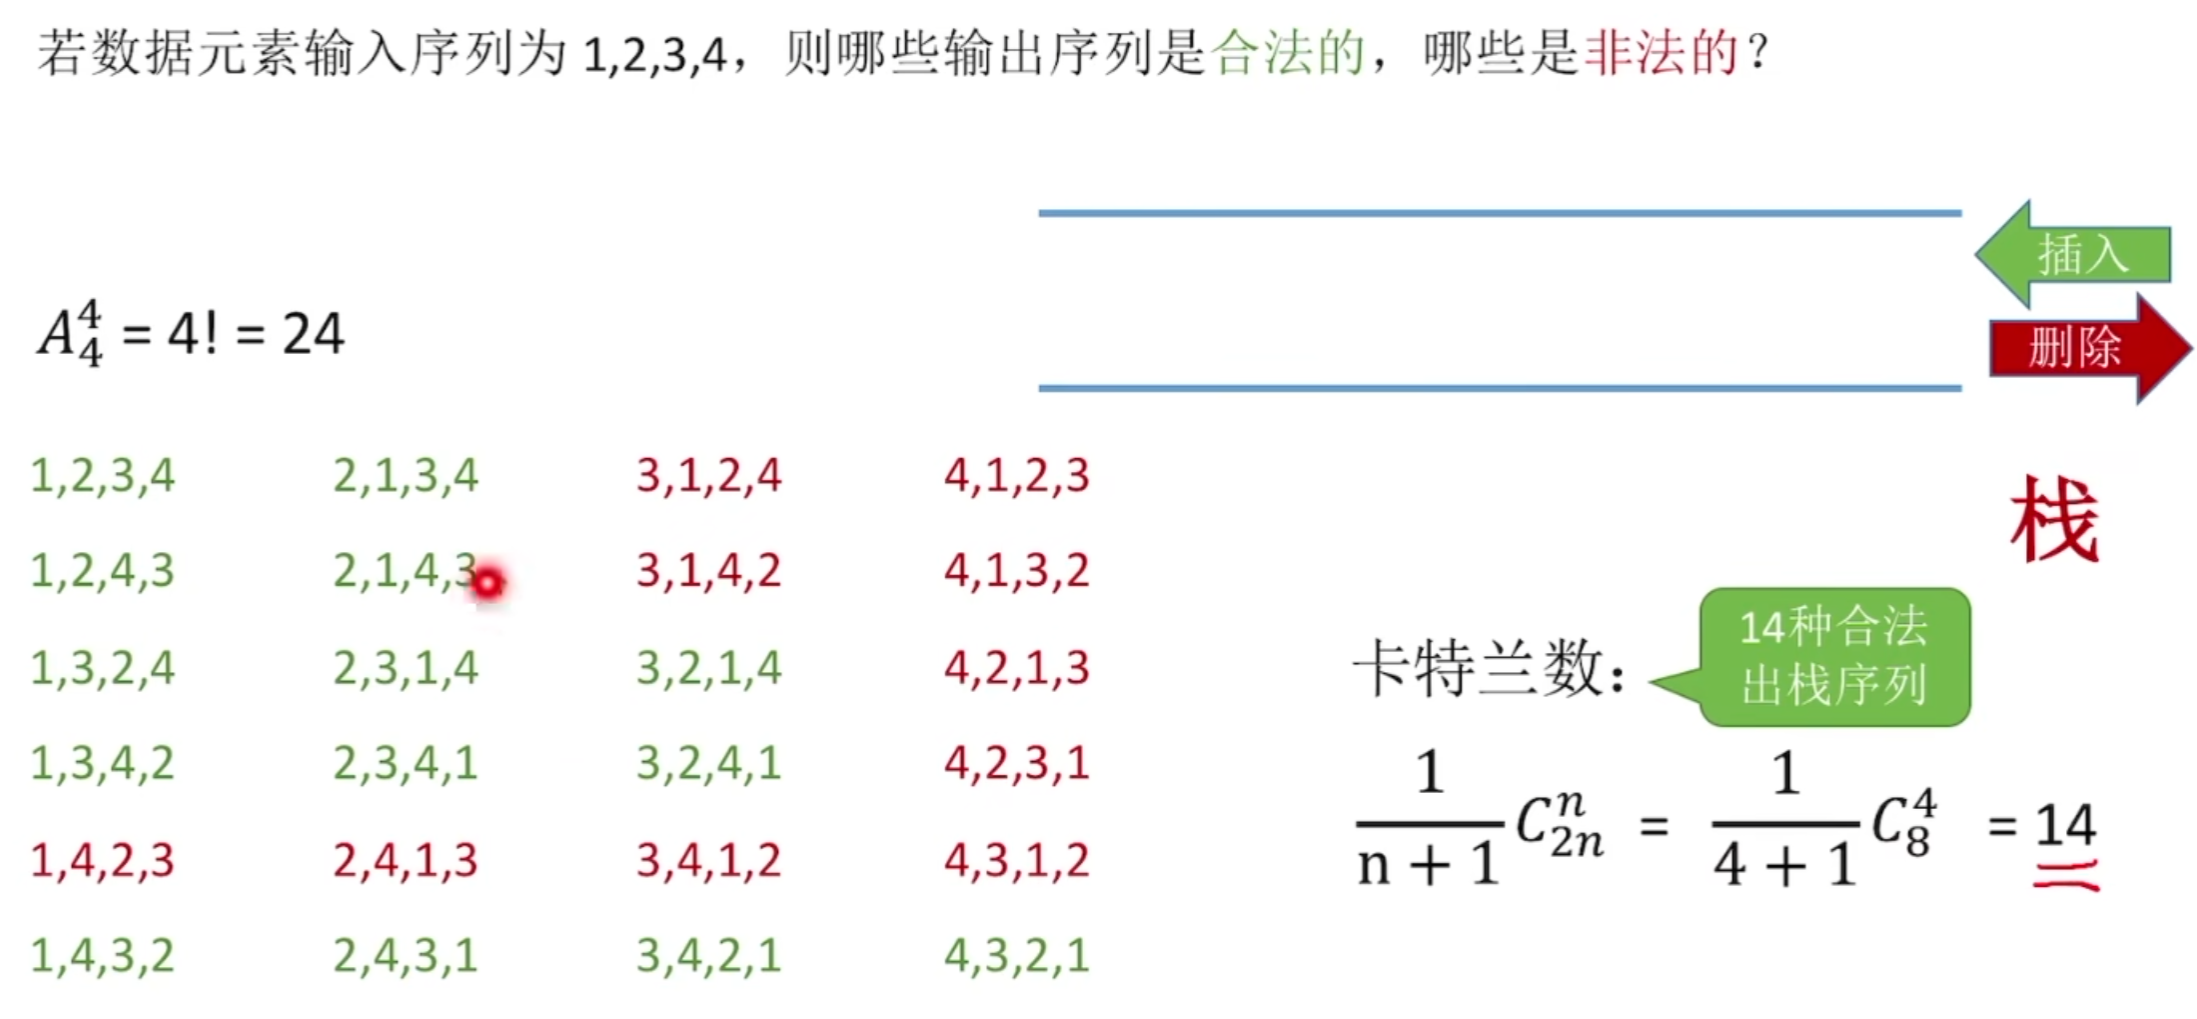 若数据元素输入序列为 1,2,3,4，则哪些输出序列是合法的，哪些是非法的？
插入
删除
A_4^4 = 4! = 24
1,2,3,4 2,1,3,4 3,1,2,4 4,1,2,3
1,2,4,3 2,1,4,3 3,1,4,2 4,1,3,2
1,3,2,4 2,3,1,4 3,2,1,4 4,2,1,3
1,3,4,2 2,3,4,1 3,2,4,1 4,2,3,1
1,4,2,3 2,4,1,3 3,4,1,2 4,3,1,2
1,4,3,2 2,4,3,1 3,4,2,1 4,3,2,1
栈
14种合法
出栈序列
卡特兰数：
\frac{1}{n + 1} C_{2n}^{n} = \frac{1}{4 + 1} C_8^4 = 14